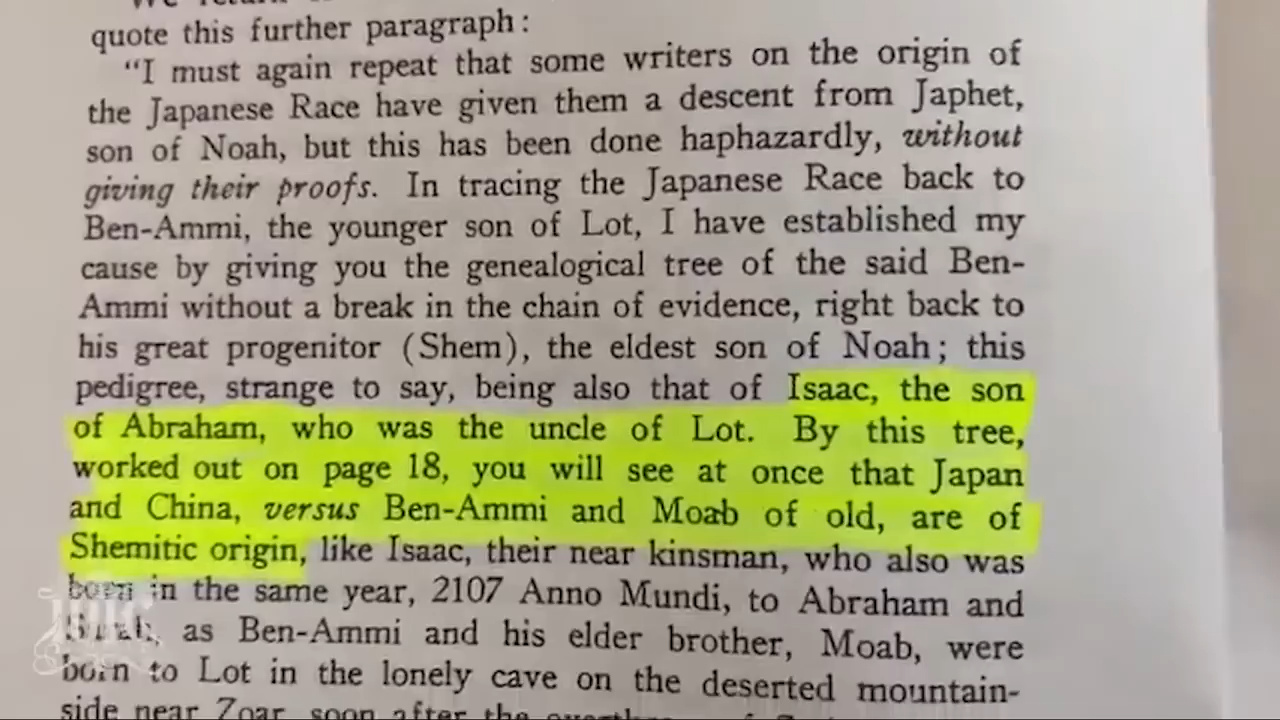 quote this further paragraph:
"I must again repeat that some writers on the origin of
the Japanese Race have given them a descent from Japhet,
son of Noah, but this has been done haphazardly, without
giving their proofs. In tracing the Japanese Race back to
Ben-Ammi, the younger son of Lot, I have established my
cause by giving you the genealogical tree of the said Ben-
Ammi without a break in the chain of evidence, right back to
his great progenitor (Shem), the eldest son of Noah; this
pedigree, strange to say, being also that of Isaac, the son
of Abraham, who was the uncle of Lot. By this tree,
worked out on page 18, you will see at once that Japan
and China, versus Ben-Ammi and Moab of old, are of
Shemitic origin, like Isaac, their near kinsman, who also was
born in the same year, 2107 Anno Mundi, to Abraham and
as Ben-Ammi and his elder brother, Moab, were
born to Lot in the lonely cave on the deserted mountain-
side near Zoar, soon after the